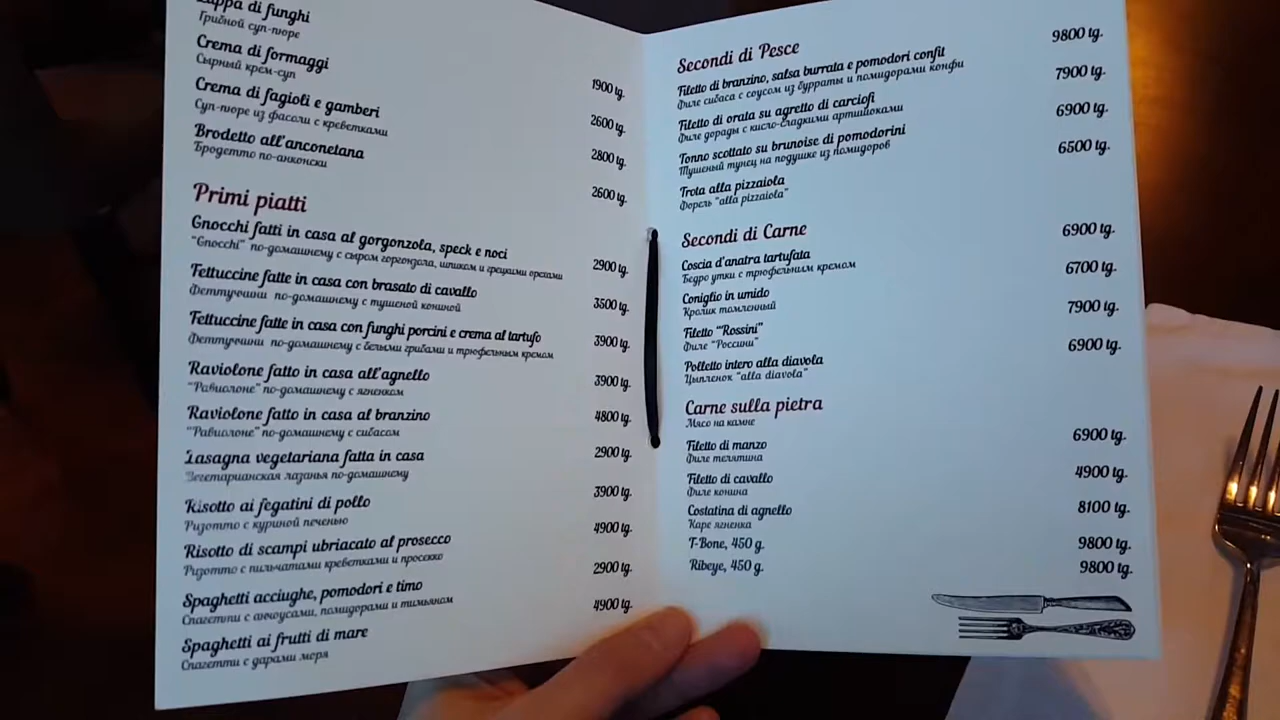 Zuppa di funghi
Грибной суп-пюре
Crema di formaggi
Сырный крем-суп
1900 tg.
Crema di fagioli e gamberi
Суп-пюре из фасоли с креветками
2600 tg.
Brodetto all'anconetana
Бродетто по-анконски
2800 tg.
2600 tg.
Primi piatti
Gnocchi fatti in casa al gorgonzola, speck e noci
"Gnocchi" по-домашнему с сыром горгонзола, шпиком и грецкими орехами
2900 tg.
Fettuccine fatte in casa con brasato di cavallo
Феттуччини по-домашнему с тушеной кониной
3500 tg.
Fettuccine fatte in casa con funghi porcini e crema al tartufo
Феттуччини по-домашнему с белыми грибами и трюфельным кремом
3900 tg.
Raviolone fatto in casa all'agnello
"Равиолоне" по-домашнему с ягненком
3900 tg.
Raviolone fatto in casa al branzino
"Равиолоне" по-домашнему с сибасом
4800 tg.
Lasagna vegetariana fatta in casa
Вегетарианская лазанья по-домашнему
2900 tg.
Risotto ai fegatini di pollo
Ризотто с куриной печенью
3900 tg.
Risotto di scampi ubriacato al prosecco
Ризотто с пильчатами креветками и просекко
4900 tg.
Spaghetti acciughe, pomodori e timo
Спагетти с анчоусами, помидорами и тимьяном
2900 tg.
Spaghetti ai frutti di mare
Спагетти с дарами моря
4900 tg.
Secondi di Pesce
Filetto di branzino, salsa burrata e pomodori confit
Филе сибаса с соусом из бурраты и помидорами конфи
9800 tg.
Filetto di orata su agretto di carciofi
Филе дорады с кисло-сладкими артишоками
7900 tg.
Tonno scottato su brunoise di pomodorini
Тушеный тунец на подушке из помидоров
6900 tg.
Trota alla pizzaiola
Форель "alla pizzaiola"
6500 tg.
Secondi di Carne
Coscia d'anatra tartufata
Бедро утки с трюфельным кремом
6900 tg.
Coniglio in umido
Кролик томленный
6700 tg.
Filetto "Rossini"
Филе "Россини"
7900 tg.
Polletto intero alla diavola
Цыпленок "alla diavola"
6900 tg.
Carne sulla pietra
Мясо на камне
Filetto di manzo
Филе телятина
6900 tg.
Filetto di cavallo
Филе конина
4900 tg.
Costatina di agnello
Каре ягненка
8100 tg.
T-Bone, 450 g.
9800 tg.
Ribeye, 450 g.
9800 tg.